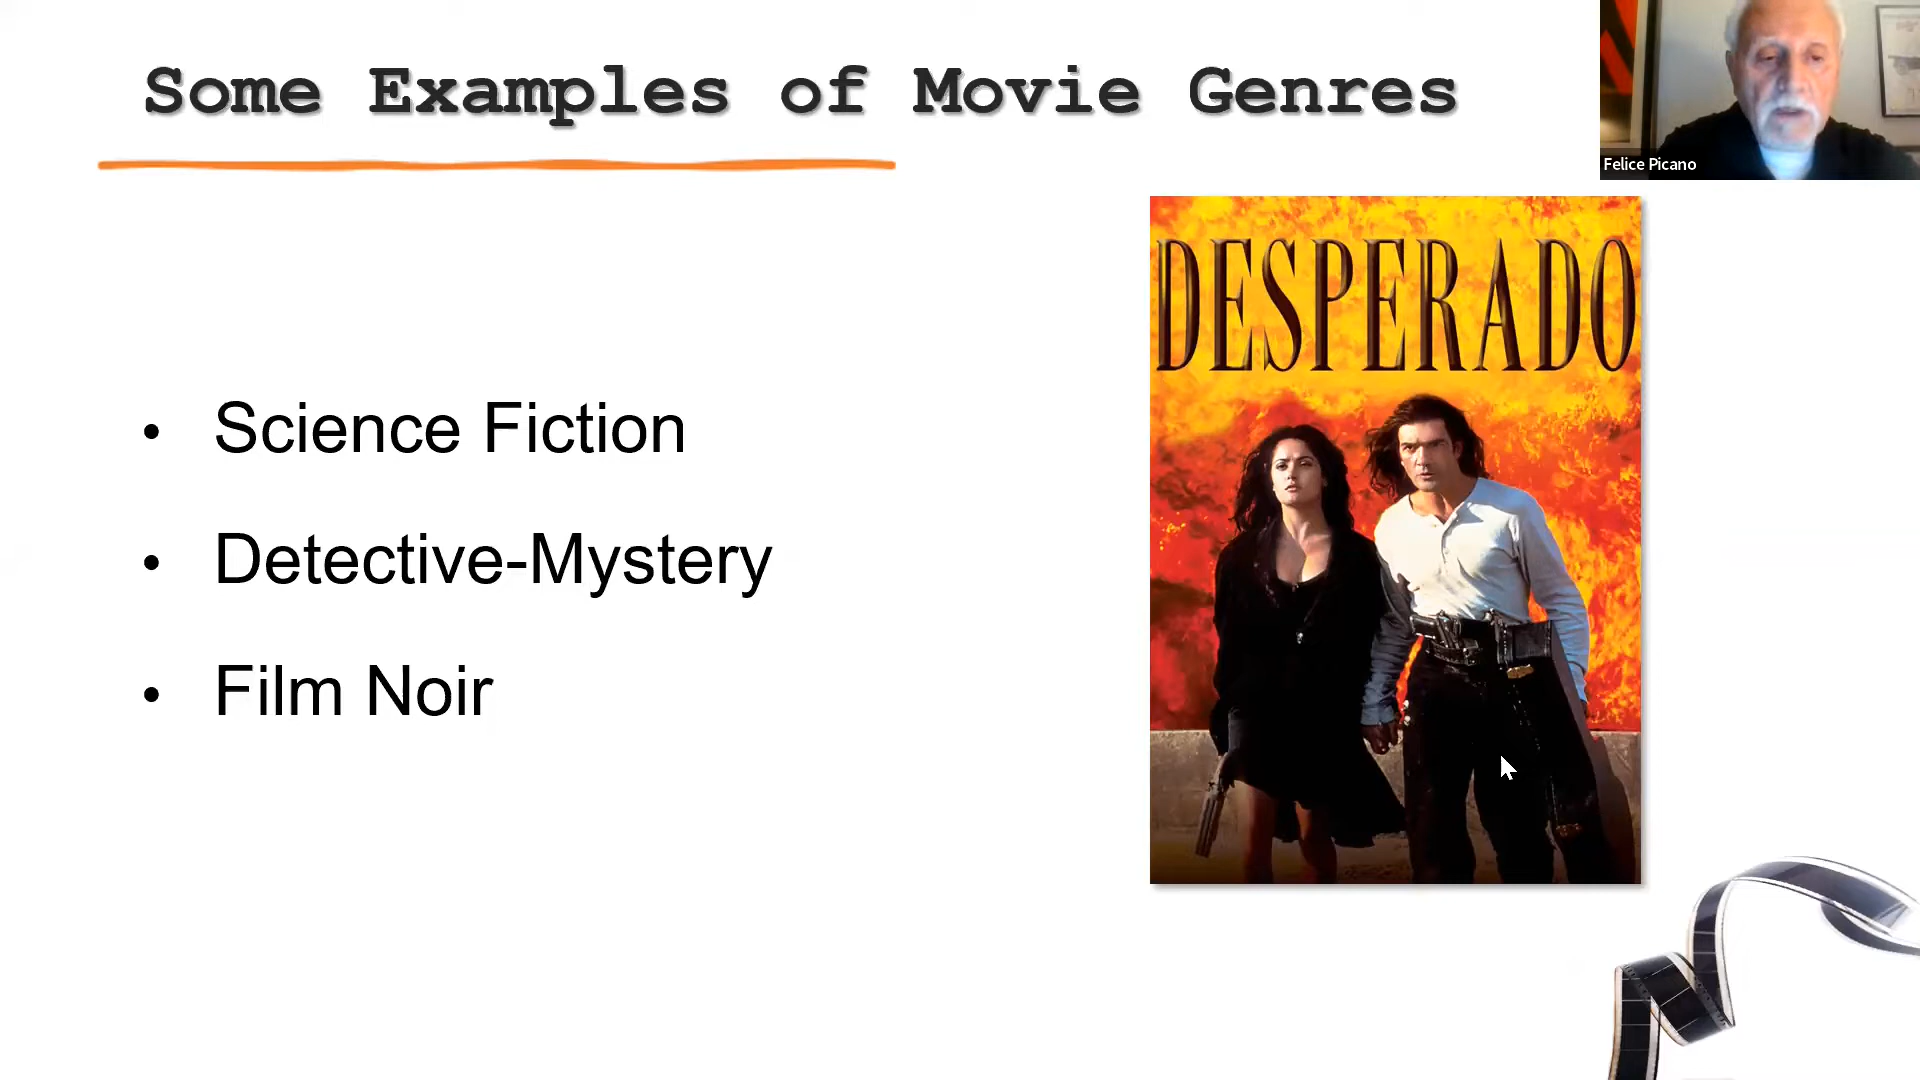 Some Examples of Movie Genres
Felice Picano
DESPERADO
• Science Fiction
• Detective-Mystery
• Film Noir